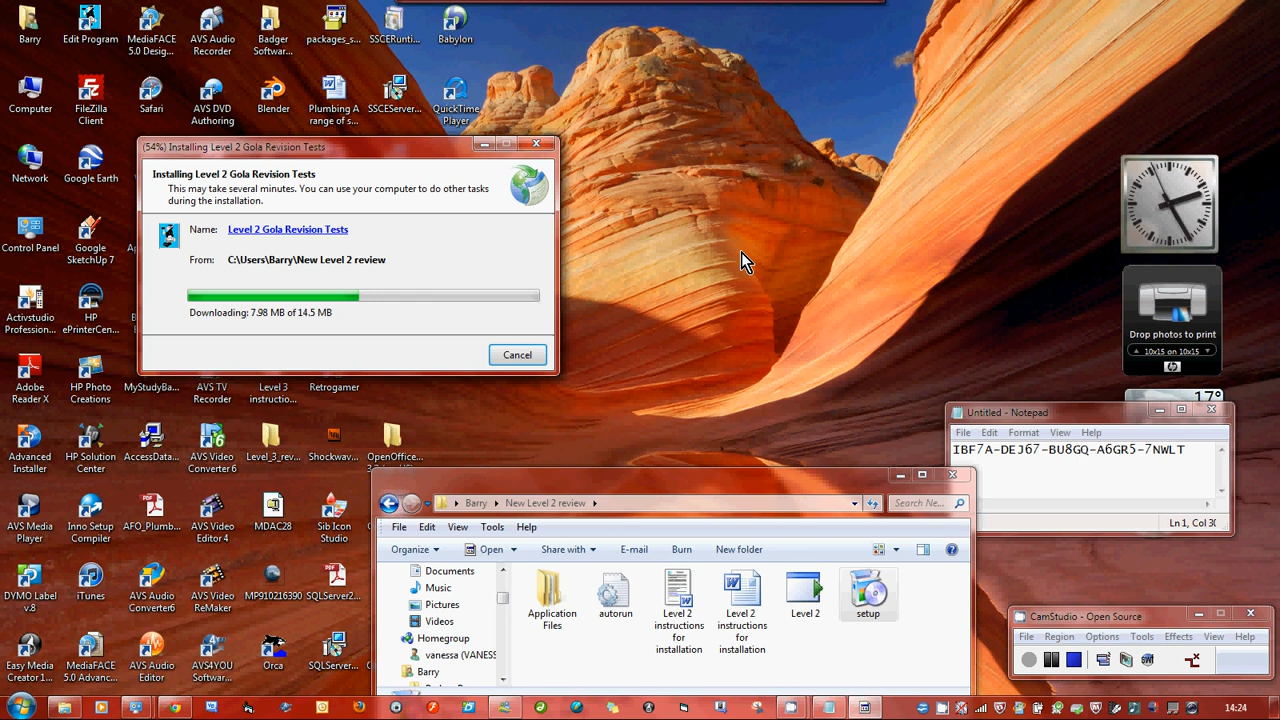 Barry
Edit Program
MediaFACE
5.0 Desig...
AVS Audio
Recorder
Badger
Softwar...
packages_s...
SSCERunti...
Babylon
Computer
FileZilla
Client
Safari
AVS DVD
Authoring
Blender
Plumbing A
range of s...
SSCEServer...
QuickTime
Player
Network
Google Earth
Control Panel
Google
SketchUp 7
Activstudio
Profession...
HP
ePrinterCen...
Adobe
Reader X
HP Photo
Creations
MyStudyBa...
AVS TV
Recorder
Level 3
instructio...
Retrogamer
Advanced
Installer
HP Solution
Center
AccessData...
AVS Video
Converter 6
Level_3_rev...
Shockwav...
OpenOffice...
AVS Media
Player
Inno Setup
Compiler
AFO_Plumb...
AVS Video
Editor 4
MDAC28
Sib Icon
Studio
DYMO Label
v.8
iTunes
AVS Audio
Converter6
AVS Video
ReMaker
MP910216390
SQLServer2...
Easy Media
Creator 1...
MediaFACE
5.0 Advanc...
AVS Audio
Editor
AVS4YOU
Softwar...
Orca
SQLServer...
(54%) Installing Level 2 Gola Revision Tests
Installing Level 2 Gola Revision Tests
This may take several minutes. You can use your computer to do other tasks
during the installation.
Name: Level 2 Gola Revision Tests
From: C:\Users\Barry\New Level 2 review
Downloading: 7.98 MB of 14.5 MB
Cancel
Drop photos to print
10x15 on 10x15
hp
17°
Untitled - Notepad
File Edit Format View Help
IBF7A-DEJ67-BU8GQ-A6GR5-7NWLT
Ln 1, Col 30
Barry New Level 2 review
Search Ne...
File Edit View Tools Help
Organize Open Share with E-mail Burn New folder
Documents
Music
Pictures
Videos
Homegroup
vanessa (VANESS
Barry
Application
Files
autorun
Level 2
instructions
for
installation
Level 2
instructions
for
installation
Level 2
setup
CamStudio - Open Source
File Region Options Tools Effects View Help
SWF
14:24